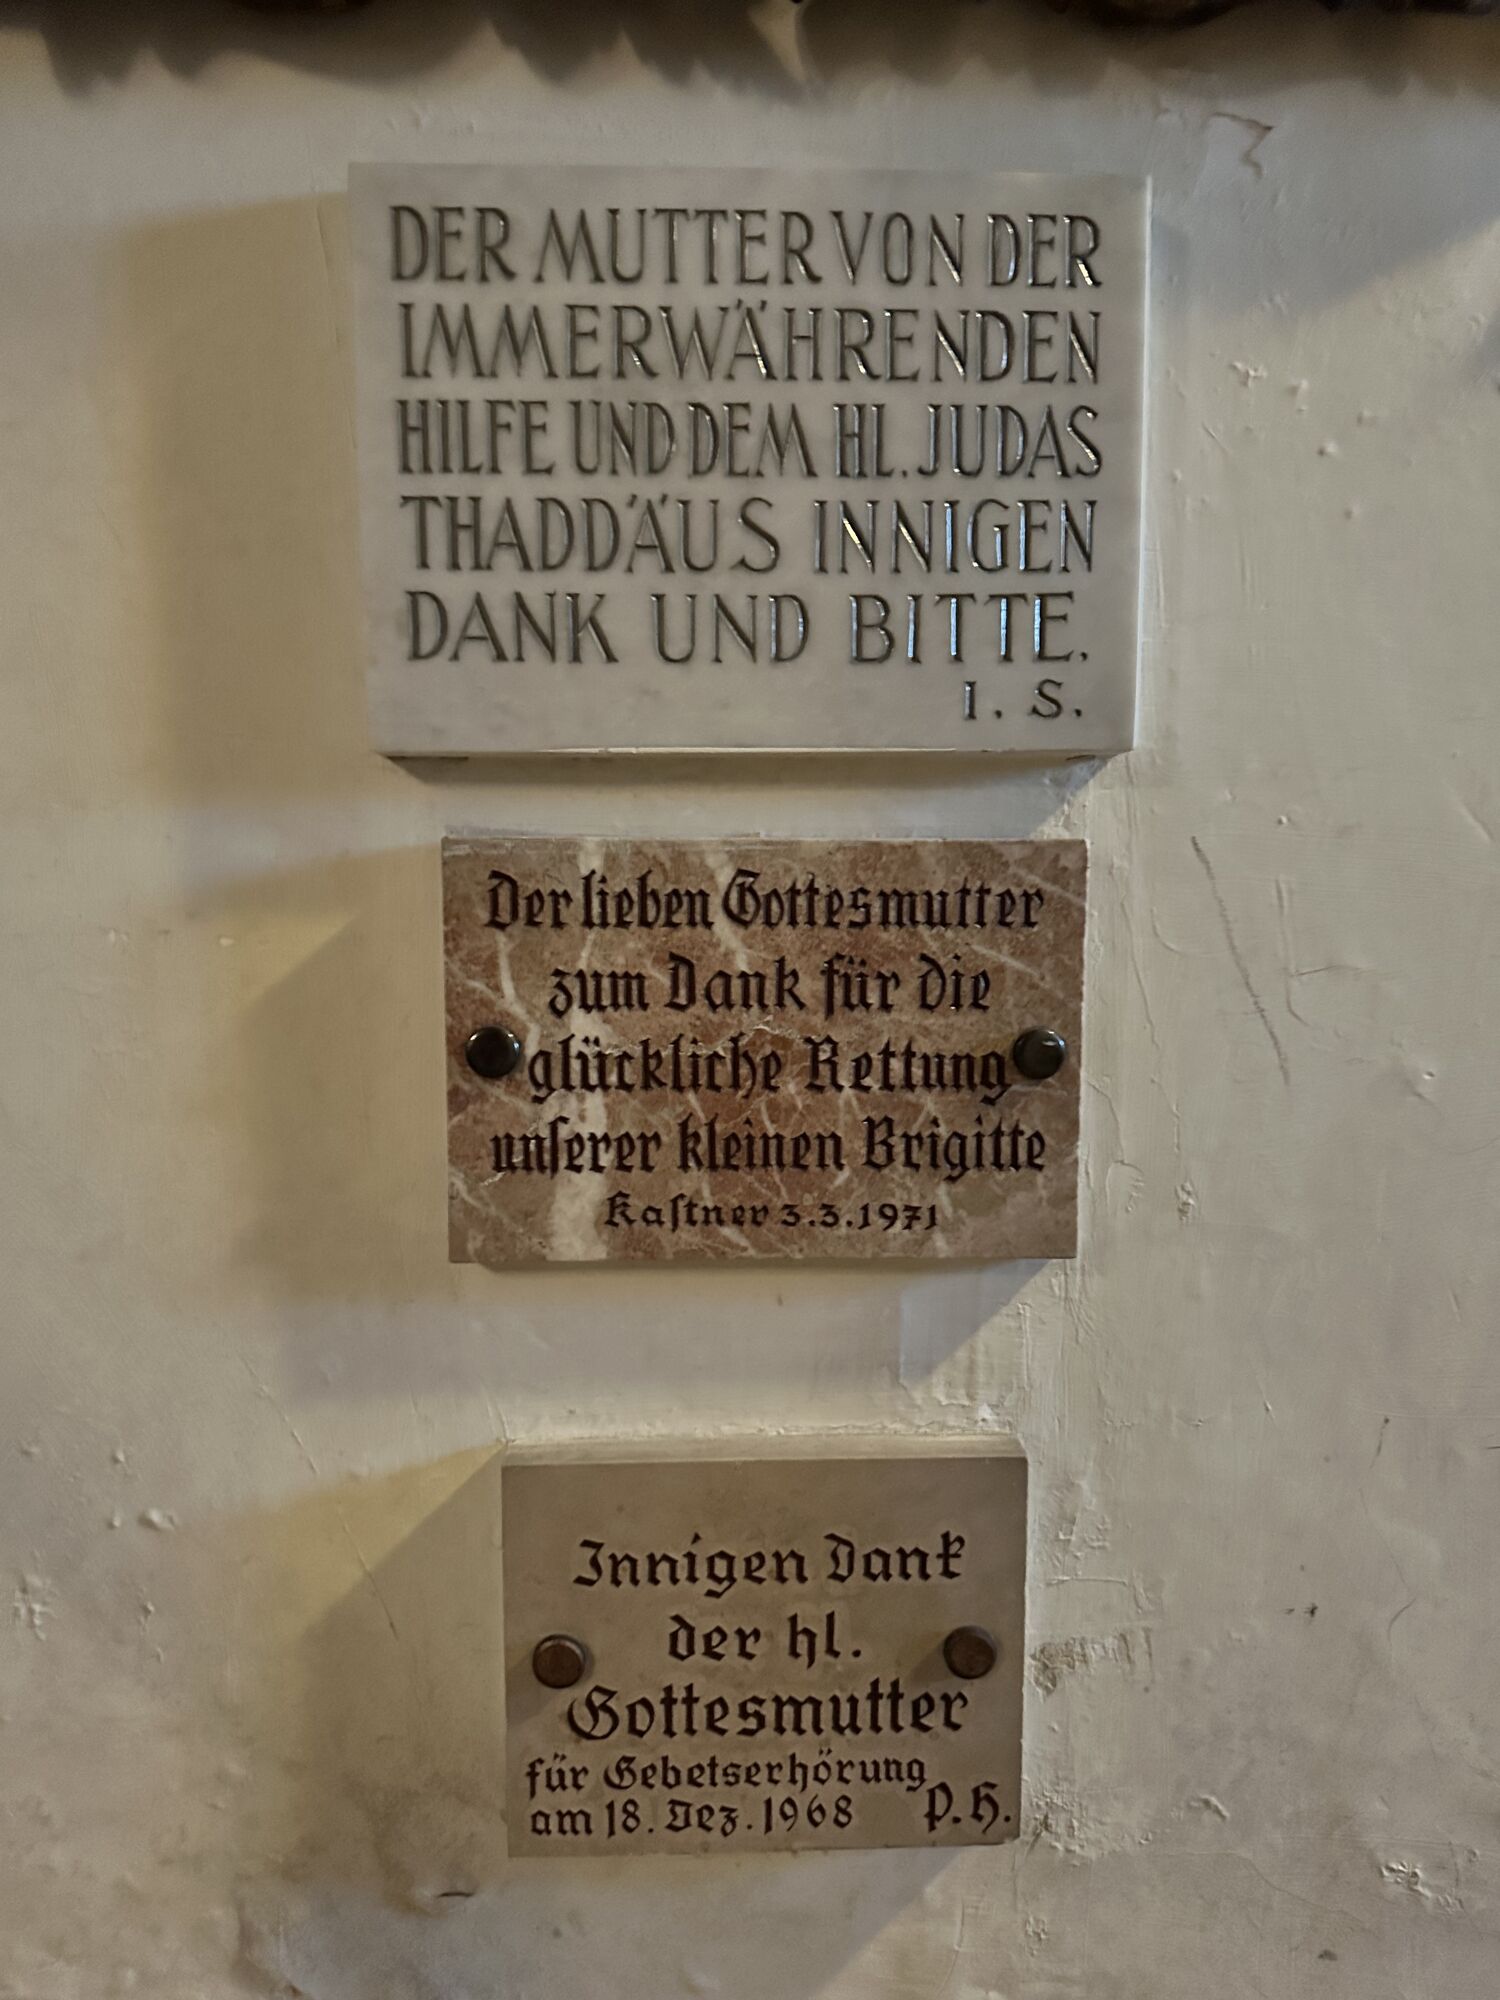 DER MUTTER VON DER
IMMERWÄHRENDEN
HILFE UND DEM HL. JUDAS
THADDÄUS INNIGEN
DANK UND BITTE.
I. S.
Der lieben Gottesmutter
zum Dank für die
glückliche Rettung
unſerer kleinen Brigitte
Kaſtner 3.3.1971
Innigen Dank
der hl.
Gottesmutter
für Gebetserhörung
am 18. Dez. 1968 P. H.